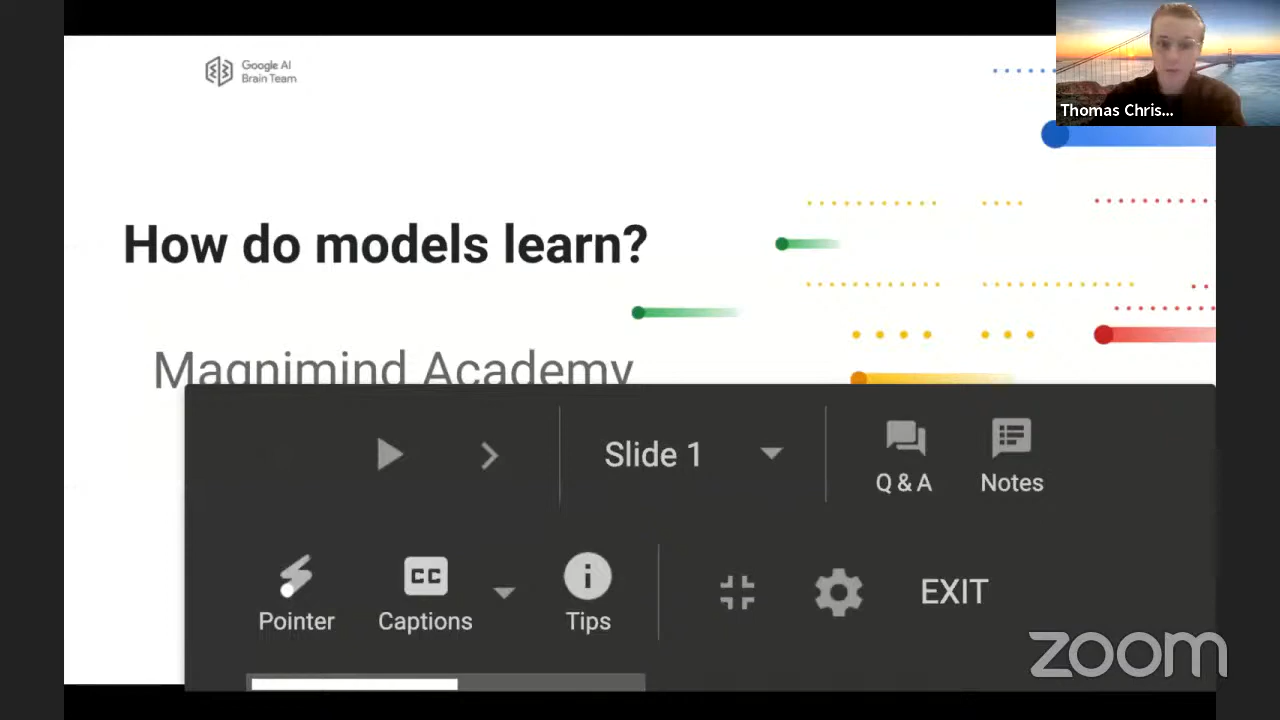 Google AI
Brain Team
Thomas Chris...
How do models learn?
Magnimind Academy
Slide 1
Q & A
Notes
CC
Pointer
Captions
Tips
EXIT
zoom